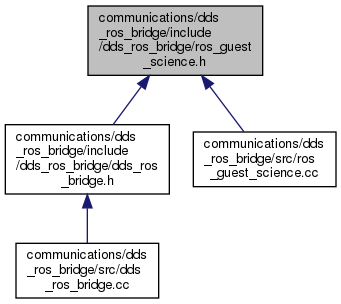 communications/dds
_ros_bridge/include
/dds_ros_bridge/ros_guest
_science.h
communications/dds
_ros_bridge/include
/dds_ros_bridge/dds_ros
_bridge.h
communications/dds
_ros_bridge/src/ros
_guest_science.cc
communications/dds
_ros_bridge/src/dds
_ros_bridge.cc